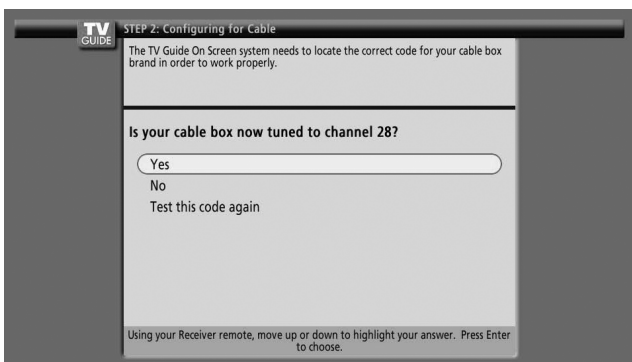 TV
GUIDE
STEP 2: Configuring for Cable
The TV Guide On Screen system needs to locate the correct code for your cable box
brand in order to work properly.
Is your cable box now tuned to channel 28?
Yes
No
Test this code again
Using your Receiver remote, move up or down to highlight your answer. Press Enter
to choose.